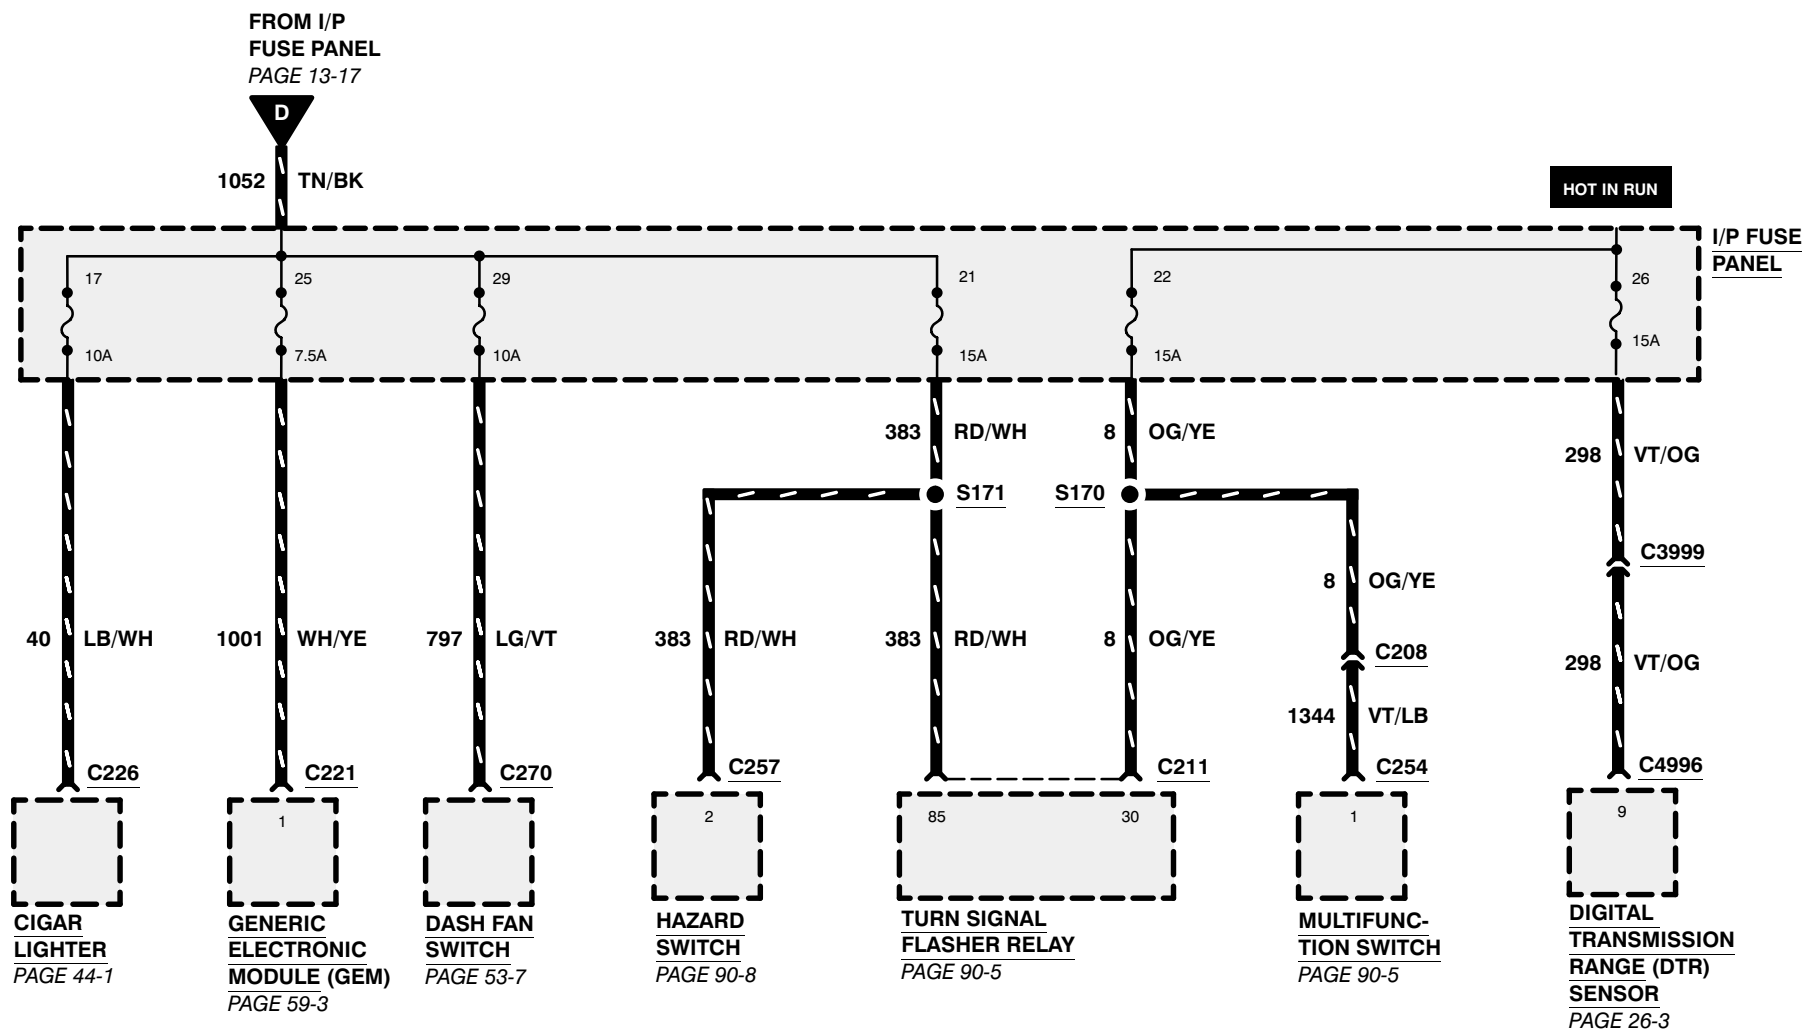 FROM I/P
FUSE PANEL
PAGE 13-17
D
1052 TN/BK
HOT IN RUN
I/P FUSE
PANEL
17
25
29
21
22
26
10A
7.5A
10A
15A
15A
15A
383 RD/WH
8 OG/YE
298 VT/OG
S171
S170
C3999
8 OG/YE
40 LB/WH
1001 WH/YE
797 LG/VT
383 RD/WH
383 RD/WH
8 OG/YE
C208
298 VT/OG
1344 VT/LB
C226
C221
C270
C257
C211
C254
C4996
1
2
85
30
1
9
CIGAR
LIGHTER
PAGE 44-1
GENERIC
ELECTRONIC
MODULE (GEM)
PAGE 59-3
DASH FAN
SWITCH
PAGE 53-7
HAZARD
SWITCH
PAGE 90-8
TURN SIGNAL
FLASHER RELAY
PAGE 90-5
MULTIFUNC-
TION SWITCH
PAGE 90-5
DIGITAL
TRANSMISSION
RANGE (DTR)
SENSOR
PAGE 26-3